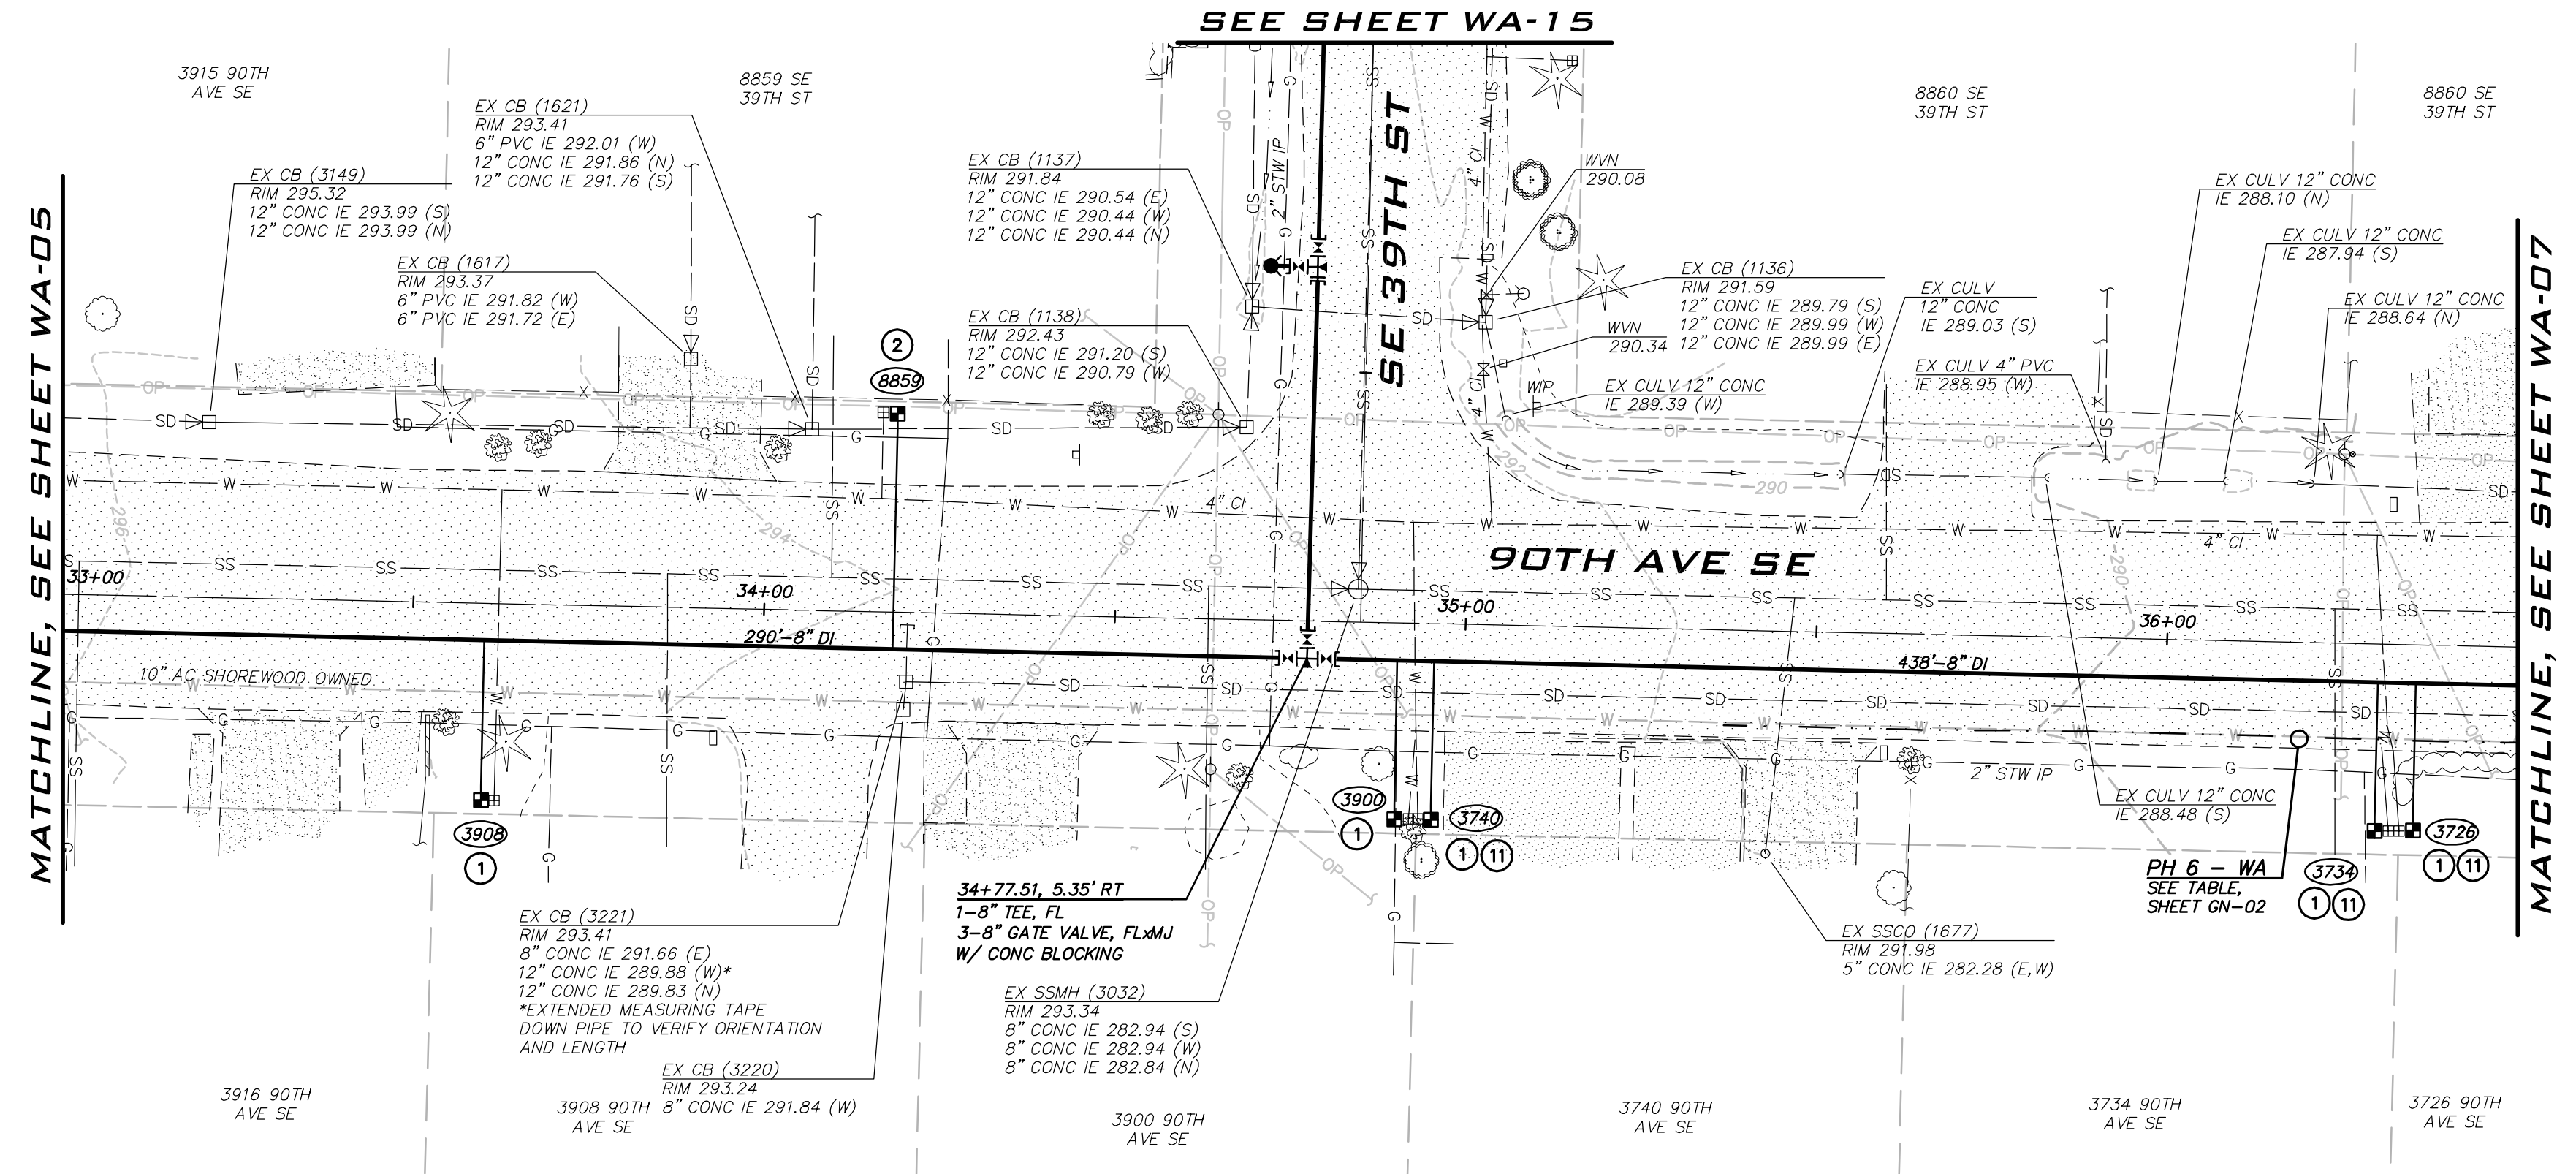 SEE SHEET WA-15
3915 90TH
AVE SE
8859 SE
39TH ST
8860 SE
39TH ST
8860 SE
39TH ST
EX CB (1621)
RIM 293.41
6" PVC IE 292.01 (W)
12" CONC IE 291.86 (N)
12" CONC IE 291.76 (S)
EX CB (3149)
RIM 295.32
12" CONC IE 293.99 (S)
12" CONC IE 293.99 (N)
EX CB (1617)
RIM 293.37
6" PVC IE 291.82 (W)
6" PVC IE 291.72 (E)
EX CB (1137)
RIM 291.84
12" CONC IE 290.54 (E)
12" CONC IE 290.44 (W)
12" CONC IE 290.44 (N)
EX CB (1138)
RIM 292.43
12" CONC IE 291.20 (S)
12" CONC IE 290.79 (W)
2" STW IP
SE 39TH ST
4" CI
4" CI
WVN
290.08
EX CB (1136)
RIM 291.59
12" CONC IE 289.79 (S)
12" CONC IE 289.99 (W)
12" CONC IE 289.99 (E)
WVN
290.34
WIP
EX CULV 12" CONC
IE 289.39 (W)
EX CULV
12" CONC
IE 289.03 (S)
EX CULV 4" PVC
IE 288.95 (W)
EX CULV 12" CONC
IE 288.10 (N)
EX CULV 12" CONC
IE 287.94 (S)
EX CULV 12" CONC
IE 288.64 (N)
MATCHLINE, SEE SHEET WA-05
MATCHLINE, SEE SHEET WA-07
2
8859
296
294
292
290
290
4" CI
4" CI
90TH AVE SE
33+00
34+00
35+00
36+00
290'-8" DI
438'-8" DI
10" AC SHOREWOOD OWNED
2" STW IP
3908
1
3900
1
3740
1 11
3734
1 11
3726
1 11
EX CULV 12" CONC
IE 288.48 (S)
PH 6 - WA
SEE TABLE,
SHEET GN-02
34+77.51, 5.35' RT
1-8" TEE, FL
3-8" GATE VALVE, FLxMJ
W/ CONC BLOCKING
EX CB (3221)
RIM 293.41
8" CONC IE 291.66 (E)
12" CONC IE 289.88 (W)*
12" CONC IE 289.83 (N)
*EXTENDED MEASURING TAPE
DOWN PIPE TO VERIFY ORIENTATION
AND LENGTH
EX CB (3220)
RIM 293.24
8" CONC IE 291.84 (W)
EX SSMH (3032)
RIM 293.34
8" CONC IE 282.94 (S)
8" CONC IE 282.94 (W)
8" CONC IE 282.84 (N)
EX SSCO (1677)
RIM 291.98
5" CONC IE 282.28 (E,W)
3916 90TH
AVE SE
3908 90TH
AVE SE
3900 90TH
AVE SE
3740 90TH
AVE SE
3734 90TH
AVE SE
3726 90TH
AVE SE